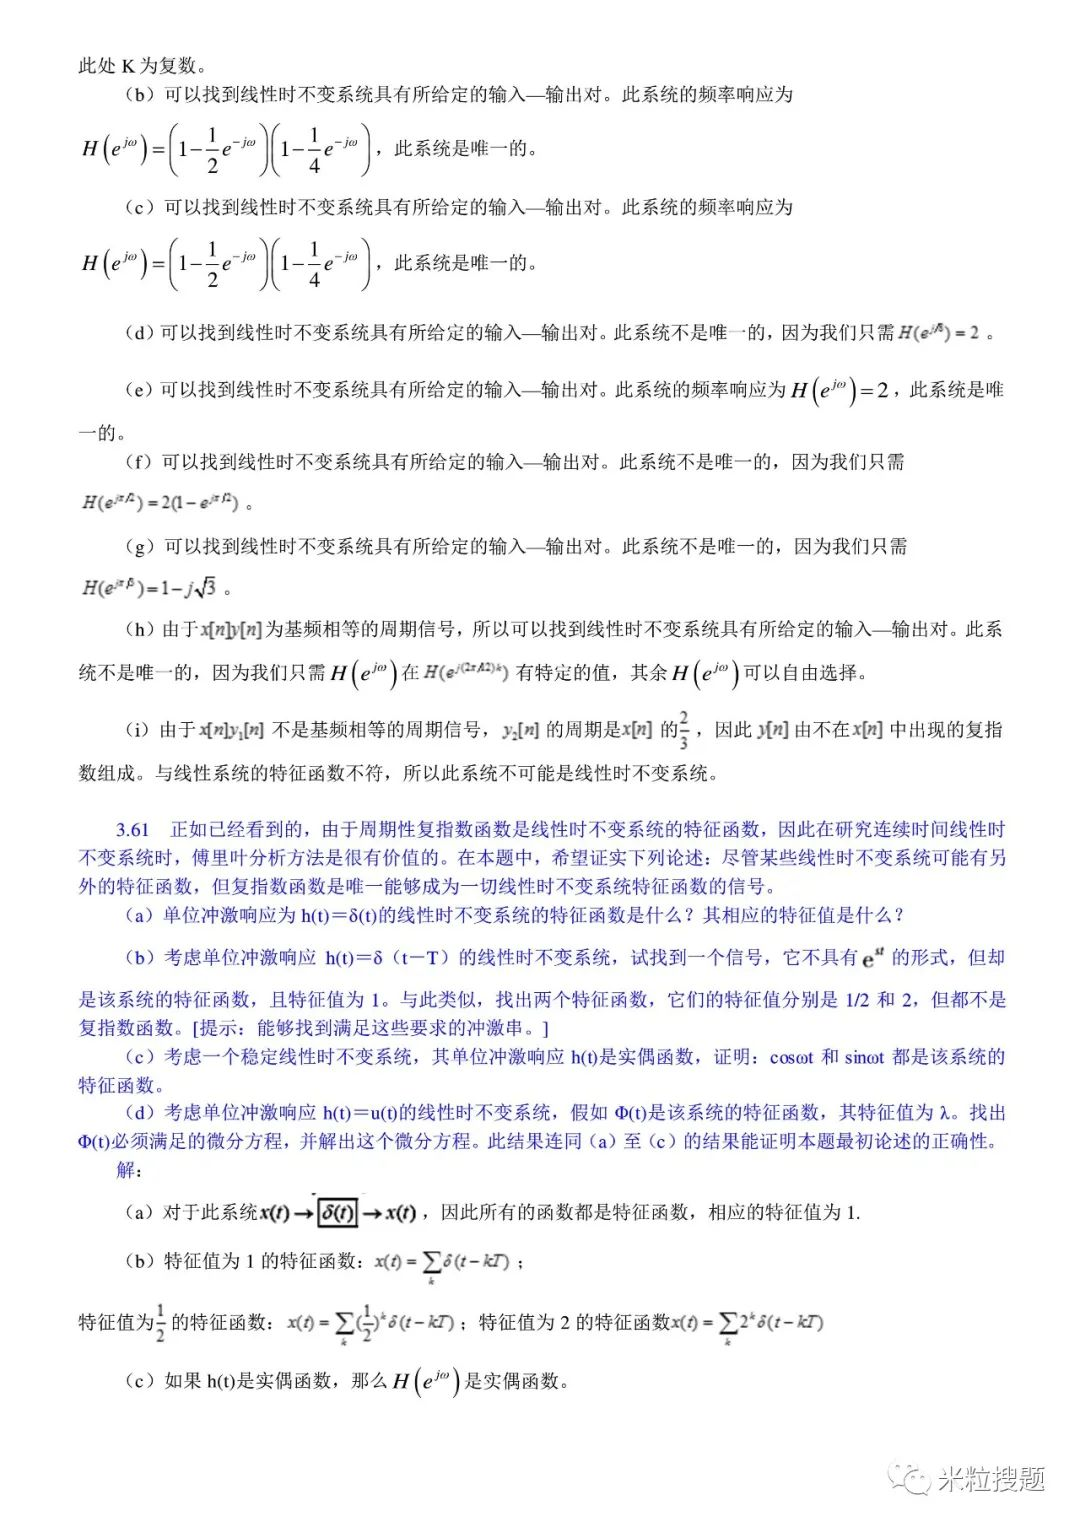 此处 K 为复数。
（b）可以找到线性时不变系统具有所给定的输入—输出对。此系统的频率响应为
H(e^{jω})=(1-\frac{1}{2}e^{-jω})(1-\frac{1}{4}e^{-jω})，此系统是唯一的。
（c）可以找到线性时不变系统具有所给定的输入—输出对。此系统的频率响应为
H(e^{jω})=(1-\frac{1}{2}e^{-jω})(1-\frac{1}{4}e^{-jω})，此系统是唯一的。
（d）可以找到线性时不变系统具有所给定的输入—输出对。此系统不是唯一的，因为我们只需 H(e^{j/8}) = 2 。
（e）可以找到线性时不变系统具有所给定的输入—输出对。此系统的频率响应为 H(e^{jω})=2，此系统是唯
一的。
（f）可以找到线性时不变系统具有所给定的输入—输出对。此系统不是唯一的，因为我们只需
H(e^{jπ/2}) = 2(1-e^{jπ/2}) 。
（g）可以找到线性时不变系统具有所给定的输入—输出对。此系统不是唯一的，因为我们只需
H(e^{jπ/3})=1-j√3 。
（h）由于 x[n]y[n] 为基频相等的周期信号，所以可以找到线性时不变系统具有所给定的输入—输出对。此系
统不是唯一的，因为我们只需 H(e^{jω}) 在 H(e^{j(2π/12)k}) 有特定的值，其余 H(e^{jω}) 可以自由选择。
（i）由于 x[n]y₁[n] 不是基频相等的周期信号， y₂[n] 的周期是 x[n] 的 \frac{2}{3} ，因此 y[n] 由不在 x[n] 中出现的复指
数组成。与线性系统的特征函数不符，所以此系统不可能是线性时不变系统。
3.61 正如已经看到的，由于周期性复指数函数是线性时不变系统的特征函数，因此在研究连续时间线性时
不变系统时，傅里叶分析方法是很有价值的。在本题中，希望证实下列论述：尽管某些线性时不变系统可能有另
外的特征函数，但复指数函数是唯一能够成为一切线性时不变系统特征函数的信号。
（a）单位冲激响应为 h(t)＝δ(t)的线性时不变系统的特征函数是什么？其相应的特征值是什么？
（b）考虑单位冲激响应 h(t)＝δ（t－T）的线性时不变系统，试找到一个信号，它不具有 e^{st} 的形式，但却
是该系统的特征函数，且特征值为 1。与此类似，找出两个特征函数，它们的特征值分别是 1/2 和 2，但都不是
复指数函数。[提示：能够找到满足这些要求的冲激串。]
（c）考虑一个稳定线性时不变系统，其单位冲激响应 h(t)是实偶函数，证明：cosωt 和 sinωt 都是该系统的
特征函数。
（d）考虑单位冲激响应 h(t)＝u(t)的线性时不变系统，假如 Φ(t)是该系统的特征函数，其特征值为 λ。找出
Φ(t)必须满足的微分方程，并解出这个微分方程。此结果连同（a）至（c）的结果能证明本题最初论述的正确性。
解：
（a）对于此系统 x(t)→δ(t)→x(t)，因此所有的函数都是特征函数，相应的特征值为 1.
（b）特征值为 1 的特征函数：x(t) = ∑_k δ(t-kT)；
特征值为 \frac{1}{2} 的特征函数：x(t) = ∑_k (\frac{1}{2})^k δ(t-kT)；特征值为 2 的特征函数 x(t) = ∑_k 2^k δ(t-kT)
（c）如果 h(t)是实偶函数，那么 H(e^{jω}) 是实偶函数。
米粒搜题